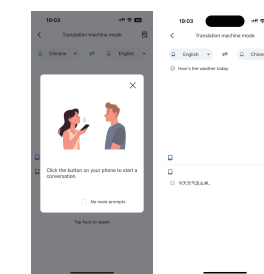 19:03
Translation machine mode
Chinese
English
Click the button on your phone to start a
conversation.
No more prompts
Tap here to speak
19:03
Translation machine mode
English
Chine
How's the weather today.
今天天气怎么样。